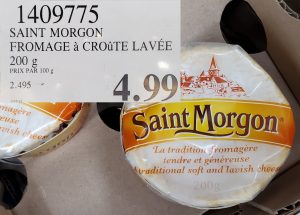 1409775
SAINT MORGON
FROMAGE à CROûTE LAVÉE
200 g
PRIX PAR 100 g
2.495
4.99
Saint Morgon
La tradition fromagère
tendre et généreuse
traditional soft and lavish cheese
200g